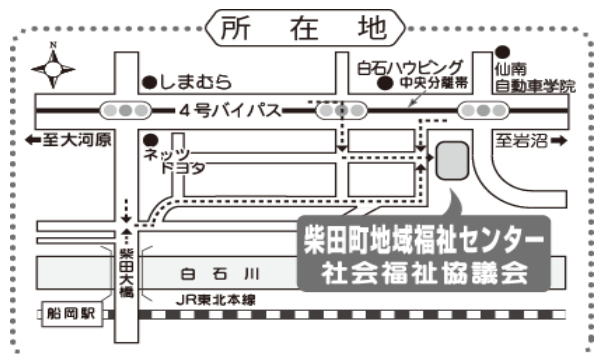 所在地
N
しまむら
白石ハウビング
中央分離帯
仙南
自動車学院
4号バイパス
←至大河原
ネッツ
トヨタ
至岩沼→
柴田町地域福祉センター
社会福祉協議会
柴田大橋
白石川
JR東北本線
船岡駅